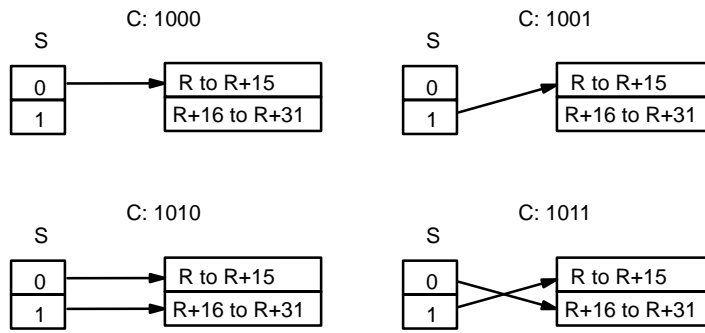 C: 1000
S
0
1
R to R+15
R+16 to R+31
C: 1001
S
0
1
R to R+15
R+16 to R+31
C: 1010
S
0
1
R to R+15
R+16 to R+31
C: 1011
S
0
1
R to R+15
R+16 to R+31